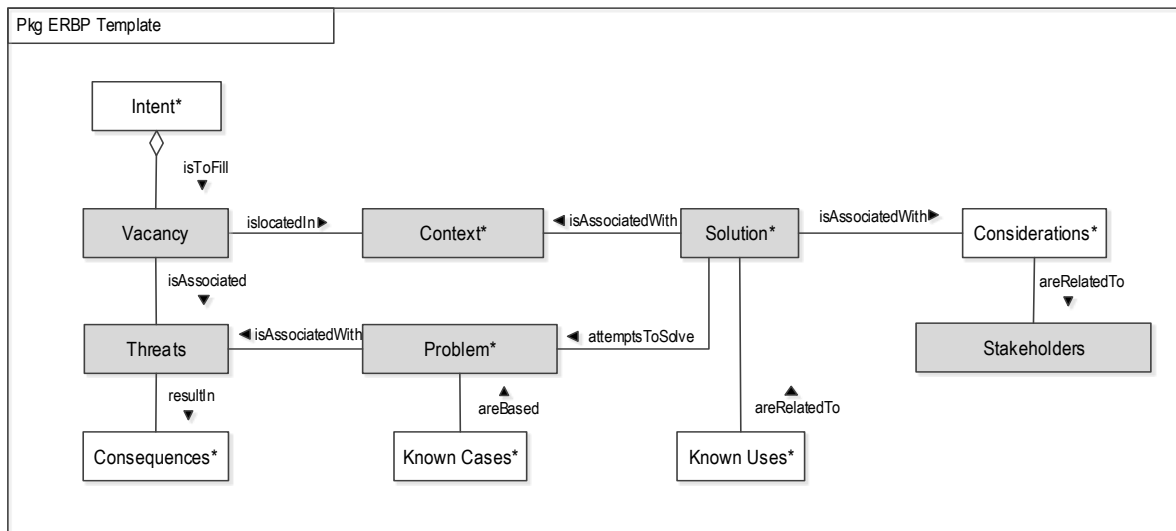 Pkg ERBP Template
Intent*
isToFill
Vacancy
islocatedIn
Context*
isAssociatedWith
Solution*
isAssociatedWith
Considerations*
isAssociated
areRelatedTo
Threats
isAssociatedWith
Problem*
attemptsToSolve
Stakeholders
resultIn
areBased
areRelatedTo
Consequences*
Known Cases*
Known Uses*